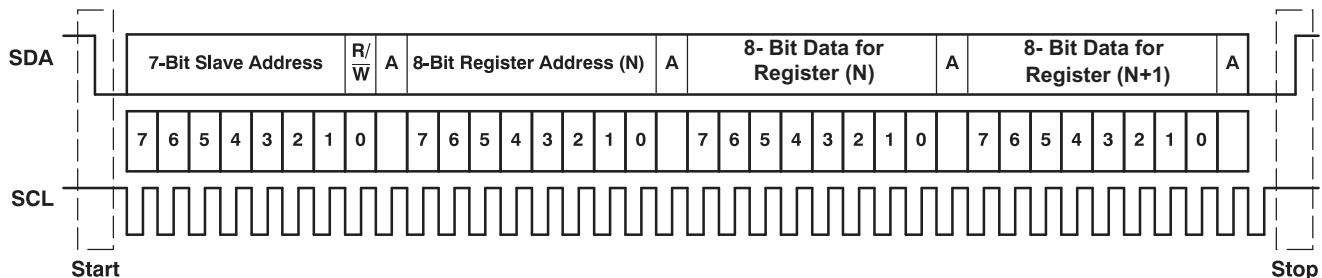 SDA
7-Bit Slave Address
R/
W
A
8-Bit Register Address (N)
A
8- Bit Data for
Register (N)
A
8- Bit Data for
Register (N+1)
A
7 6 5 4 3 2 1 0 7 6 5 4 3 2 1 0 7 6 5 4 3 2 1 0 7 6 5 4 3 2 1 0
SCL
Start
Stop